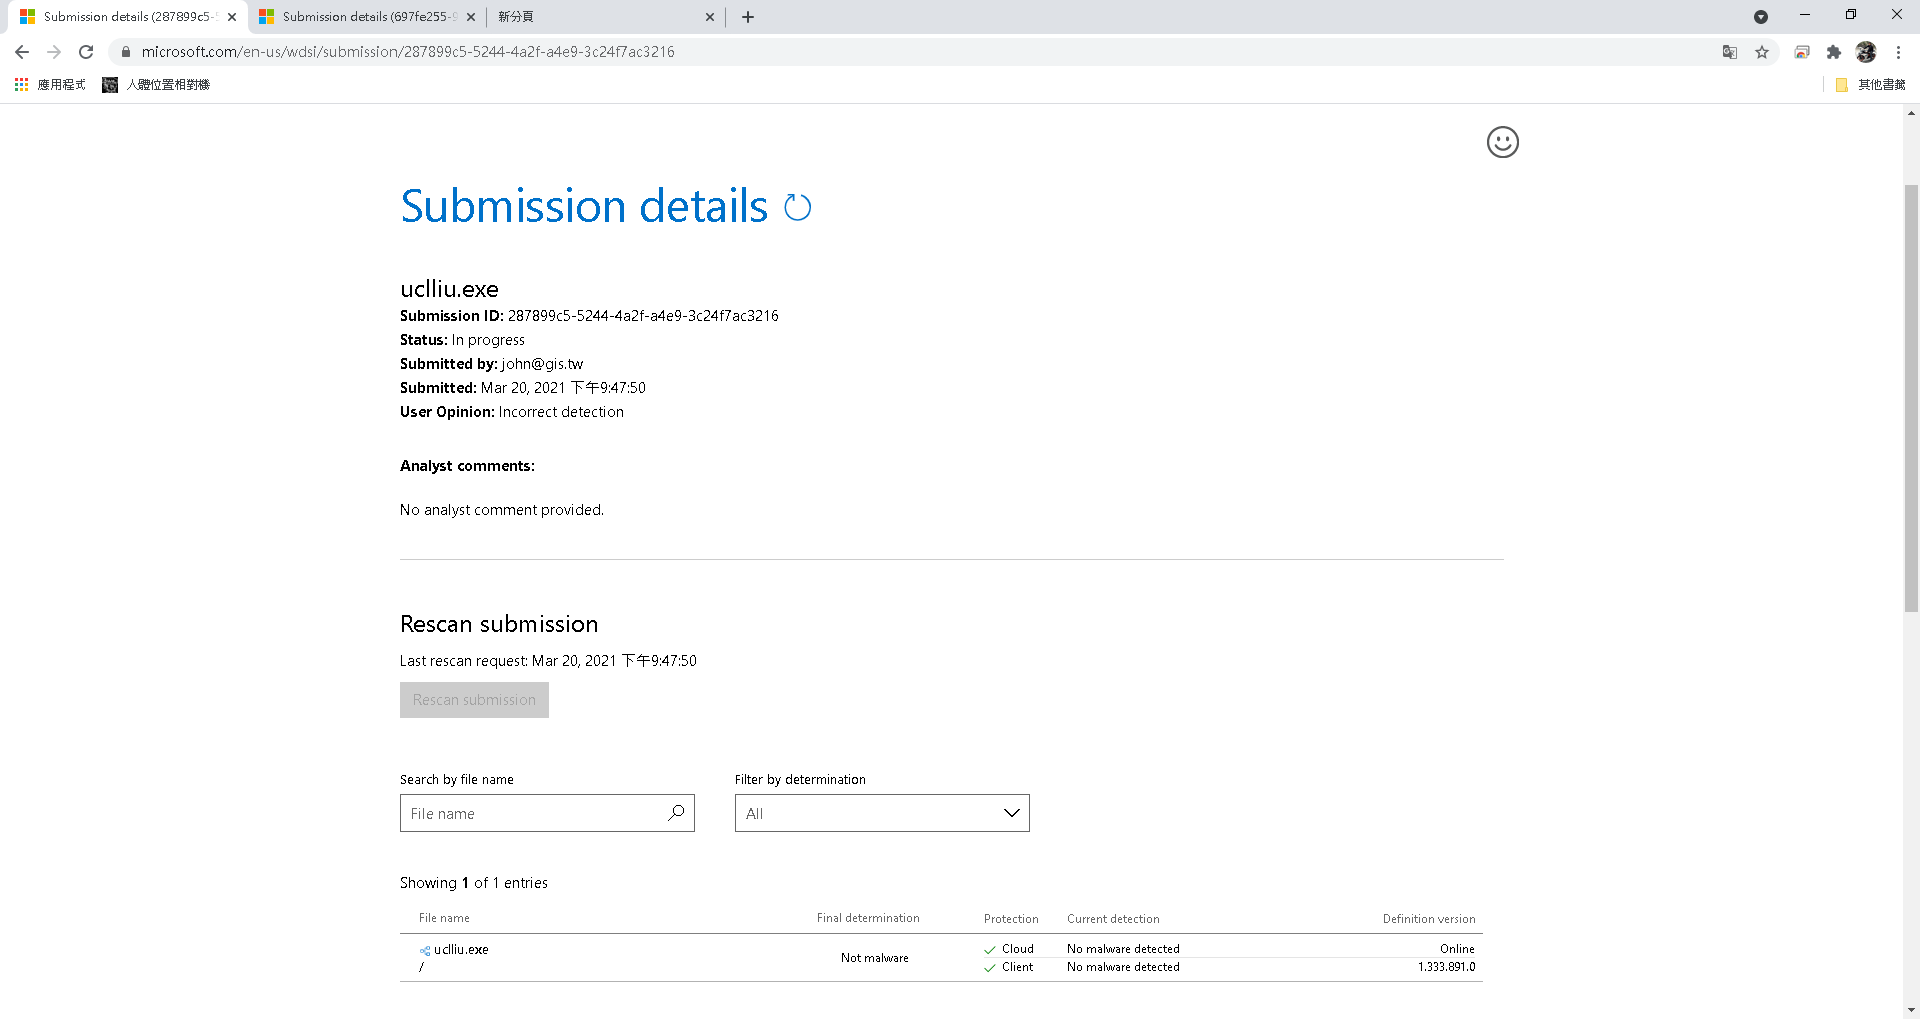 Submission details (287899c5-5
Submission details (697fe255-9
新分頁
microsoft.com/en-us/wdsi/submission/287899c5-5244-4a2f-a4e9-3c24f7ac3216
應用程式
人體位置相對機
其他書籤
Submission details
uclliu.exe
Submission ID: 287899c5-5244-4a2f-a4e9-3c24f7ac3216
Status: In progress
Submitted by: john@gis.tw
Submitted: Mar 20, 2021 下午9:47:50
User Opinion: Incorrect detection
Analyst comments:
No analyst comment provided.
Rescan submission
Last rescan request: Mar 20, 2021 下午9:47:50
Rescan submission
Search by file name
Filter by determination
File name
All
Showing 1 of 1 entries
File name Final determination Protection Current detection Definition version
uclliu.exe
/
Not malware
Cloud No malware detected Online
Client No malware detected 1.333.891.0